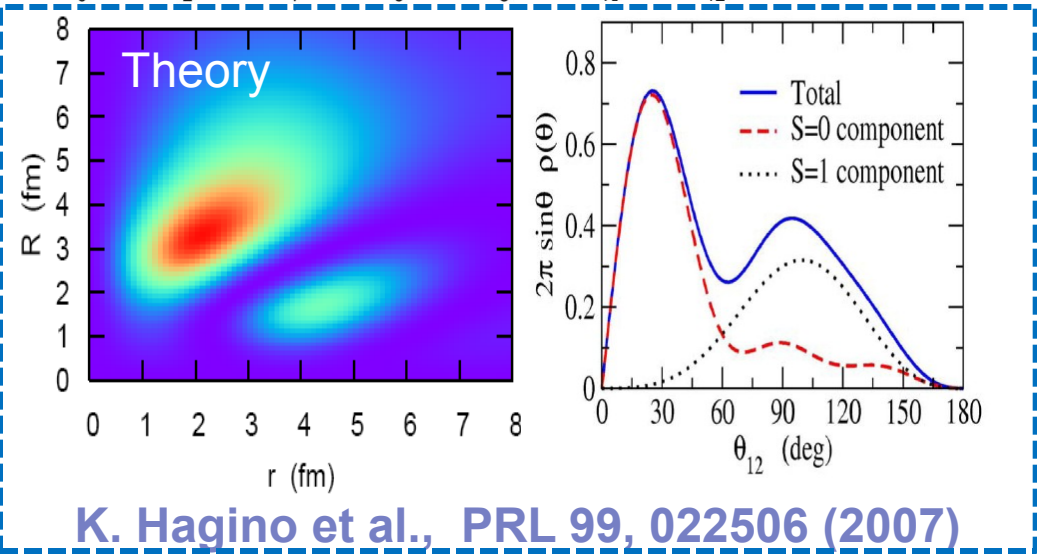 Theory
8
7
6
5
4
3
2
1
0
R (fm)
0 1 2 3 4 5 6 7 8
r (fm)
0.8
0.6
0.4
0.2
0
2π sinθ ρ(θ)
Total
S=0 component
S=1 component
0 30 60 90 120 150 180
θ12 (deg)
K. Hagino et al., PRL 99, 022506 (2007)